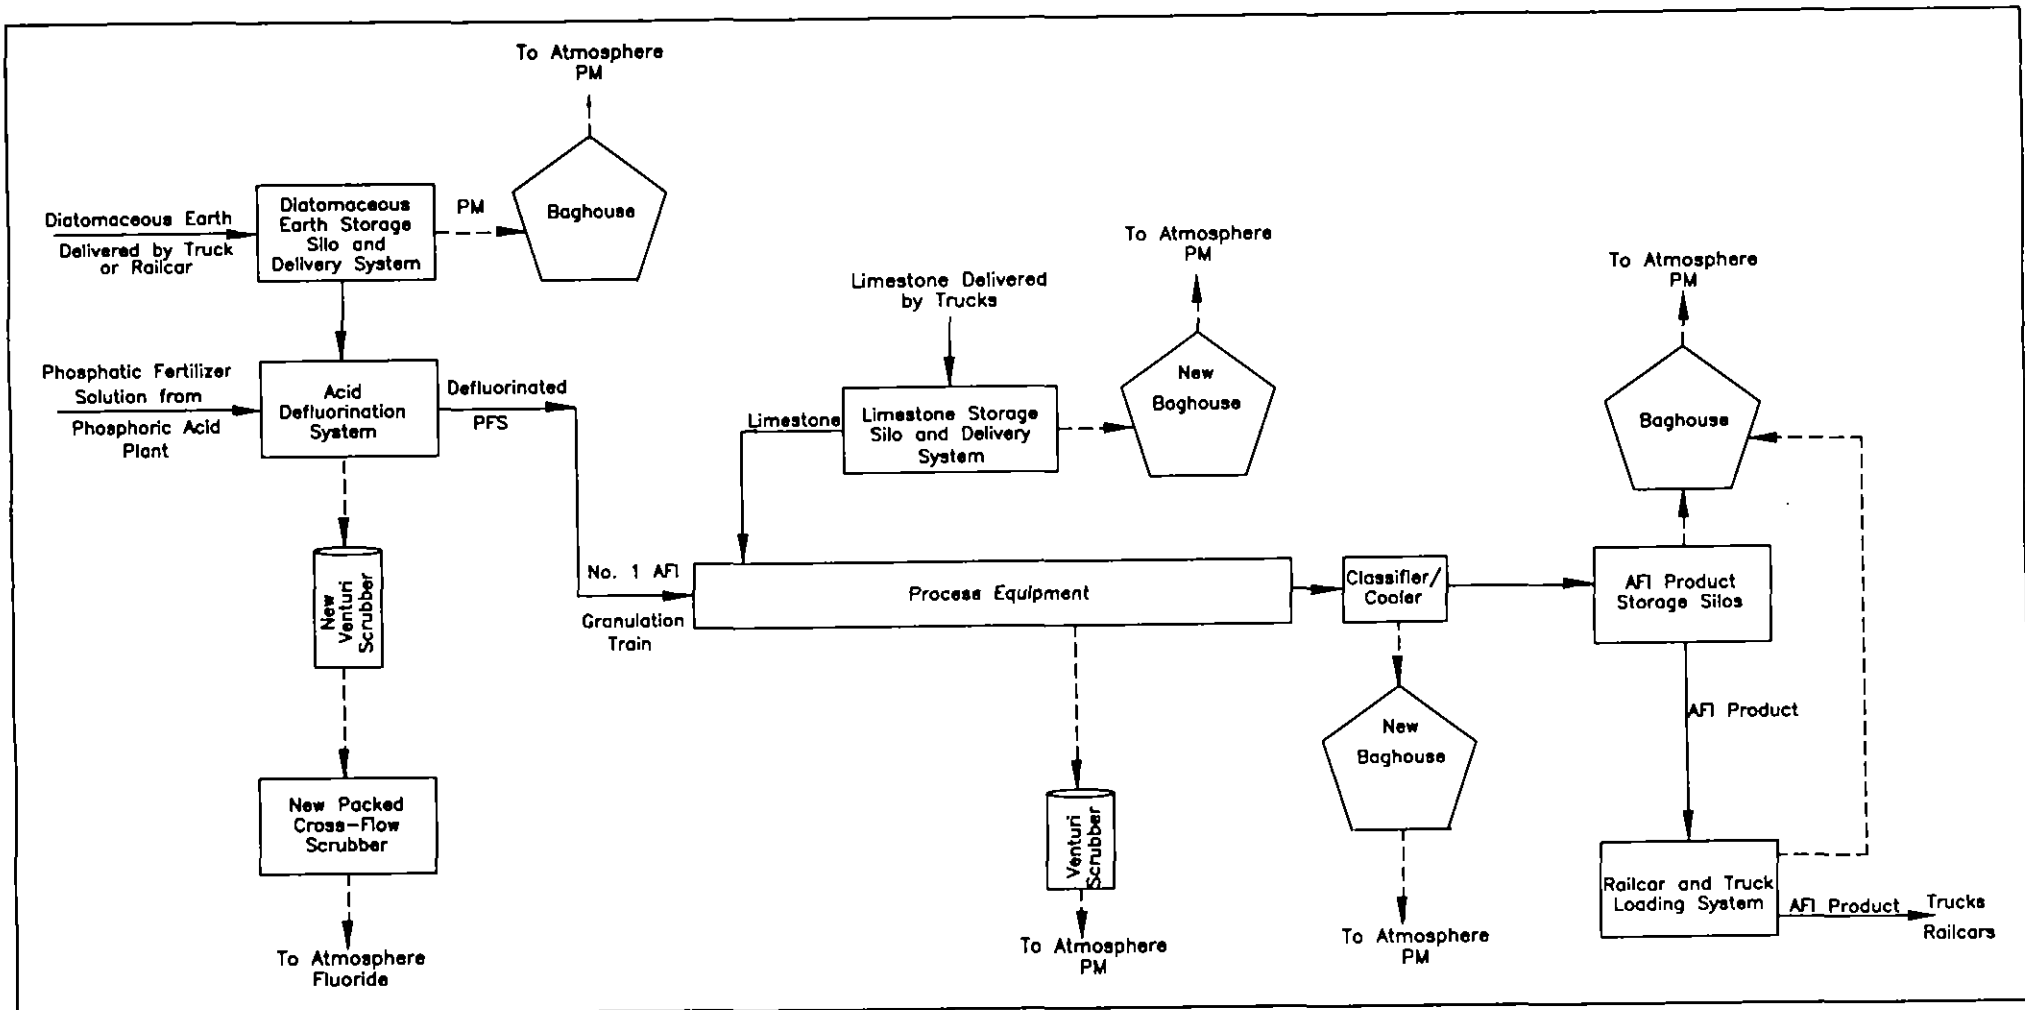 To Atmosphere
PM
Baghouse
Diatomaceous Earth
Delivered by Truck
or Railcar
Diatomaceous
Earth Storage
Silo and
Delivery System
PM
Phosphatic Fertilizer
Solution from
Phosphoric Acid
Plant
Acid
Defluorination
System
Defluorinated
PFS
New
Venturi
Scrubber
New Packed
Cross-Flow
Scrubber
To Atmosphere
Fluoride
Limestone Delivered
by Trucks
Limestone
Limestone Storage
Silo and Delivery
System
To Atmosphere
PM
New
Baghouse
No. 1 AFI
Granulation
Train
Process Equipment
Venturi
Scrubber
To Atmosphere
PM
Classifier/
Cooler
New
Baghouse
To Atmosphere
PM
To Atmosphere
PM
Baghouse
AFI Product
Storage Silos
AFI Product
Railcar and Truck
Loading System
AFI Product
Trucks
Railcars